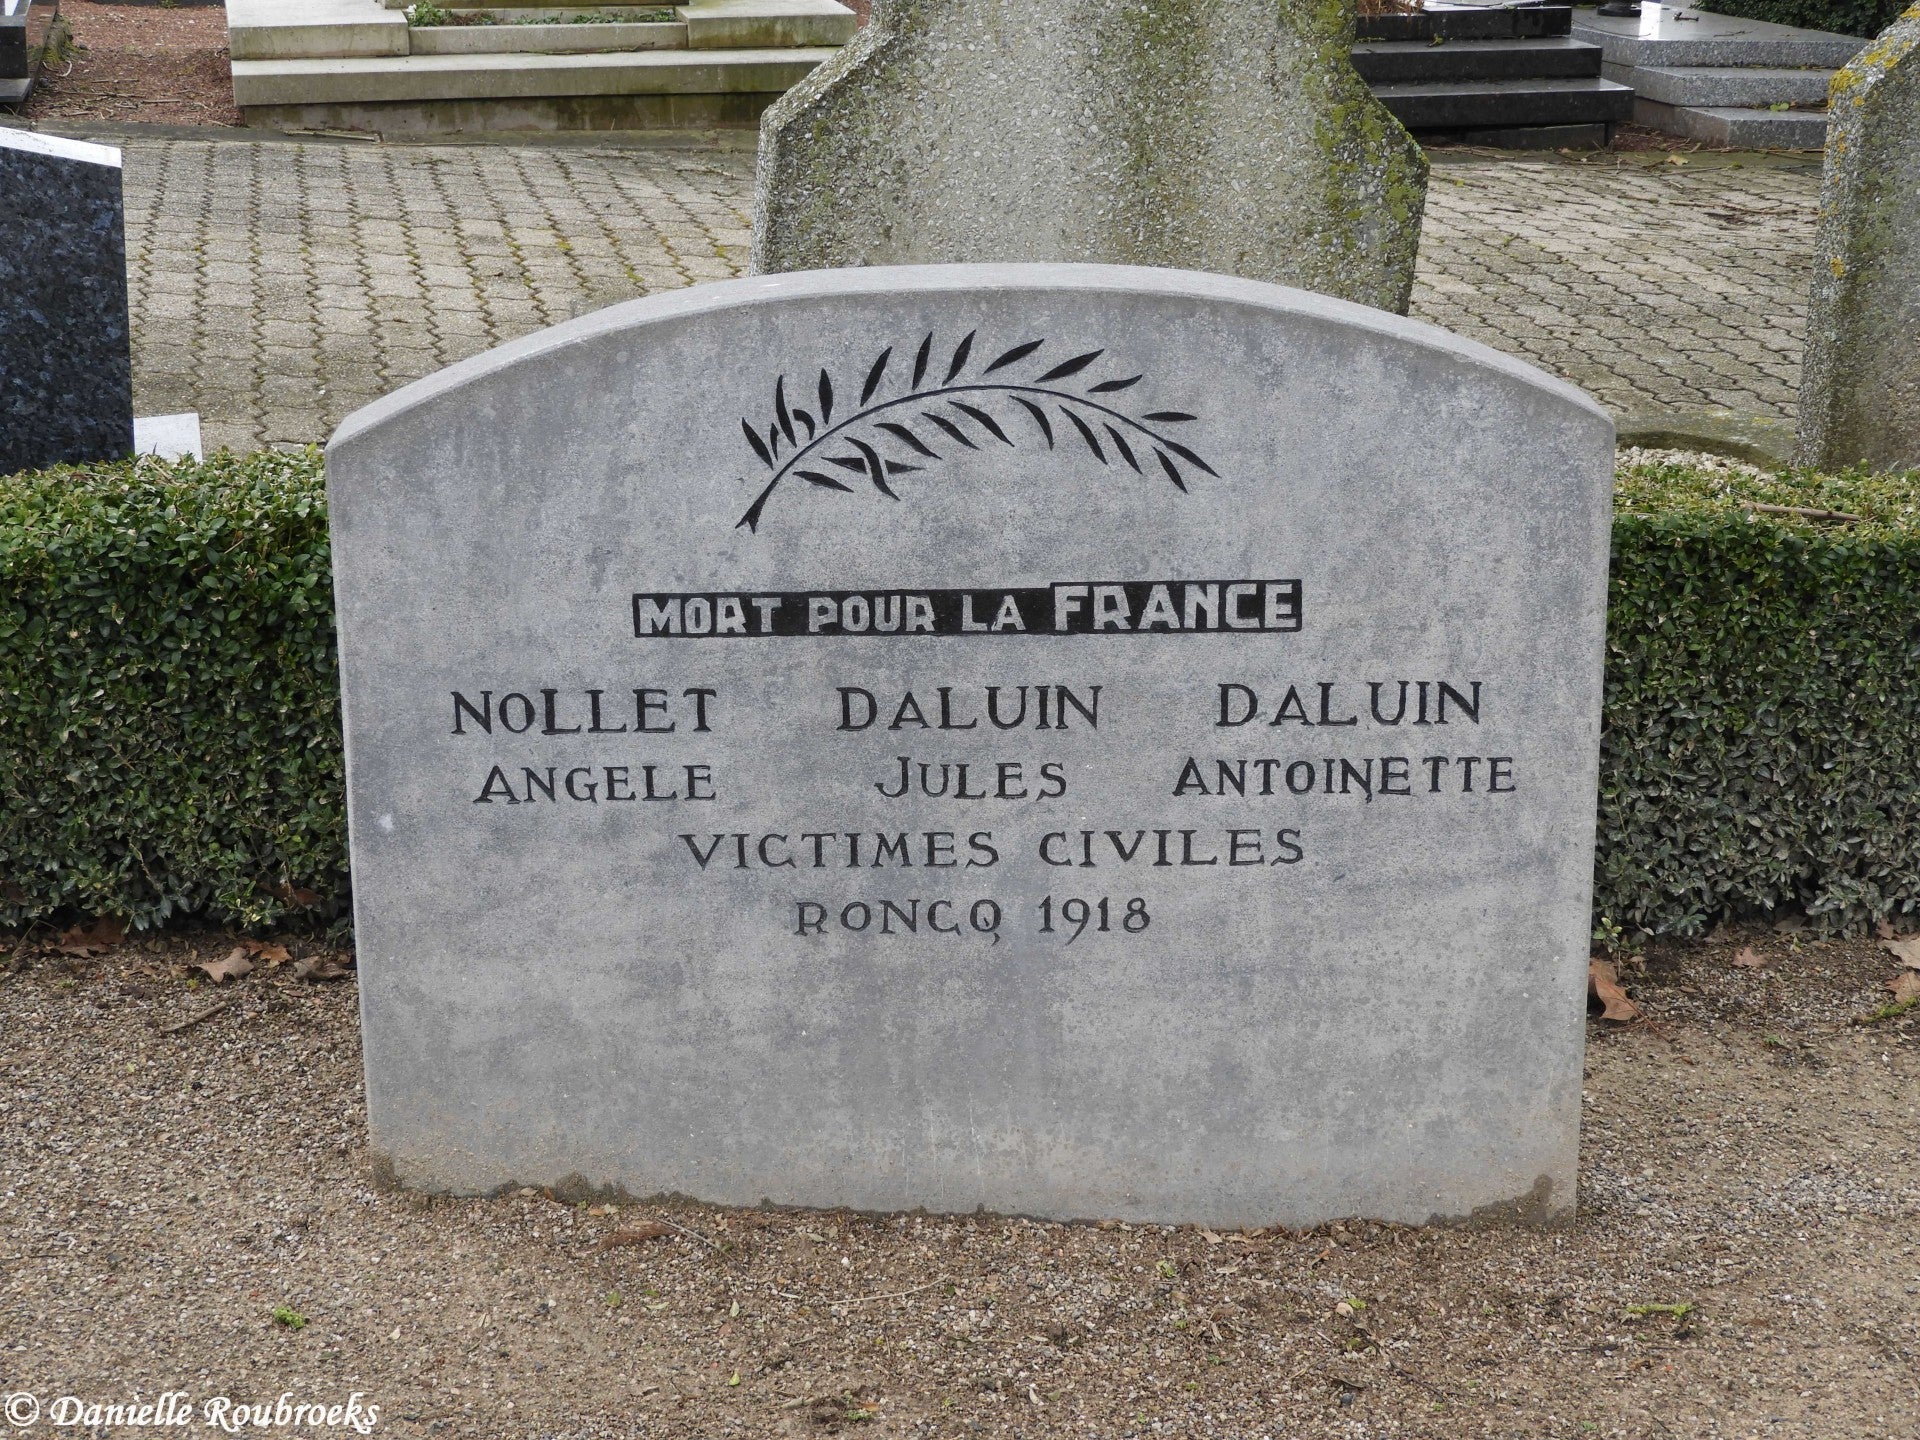 MORT POUR LA FRANCE
NOLLET DALUIN DALUIN
ANGELE JULES ANTOINETTE
VICTIMES CIVILES
RONCQ 1918
© Danielle Roubroeks